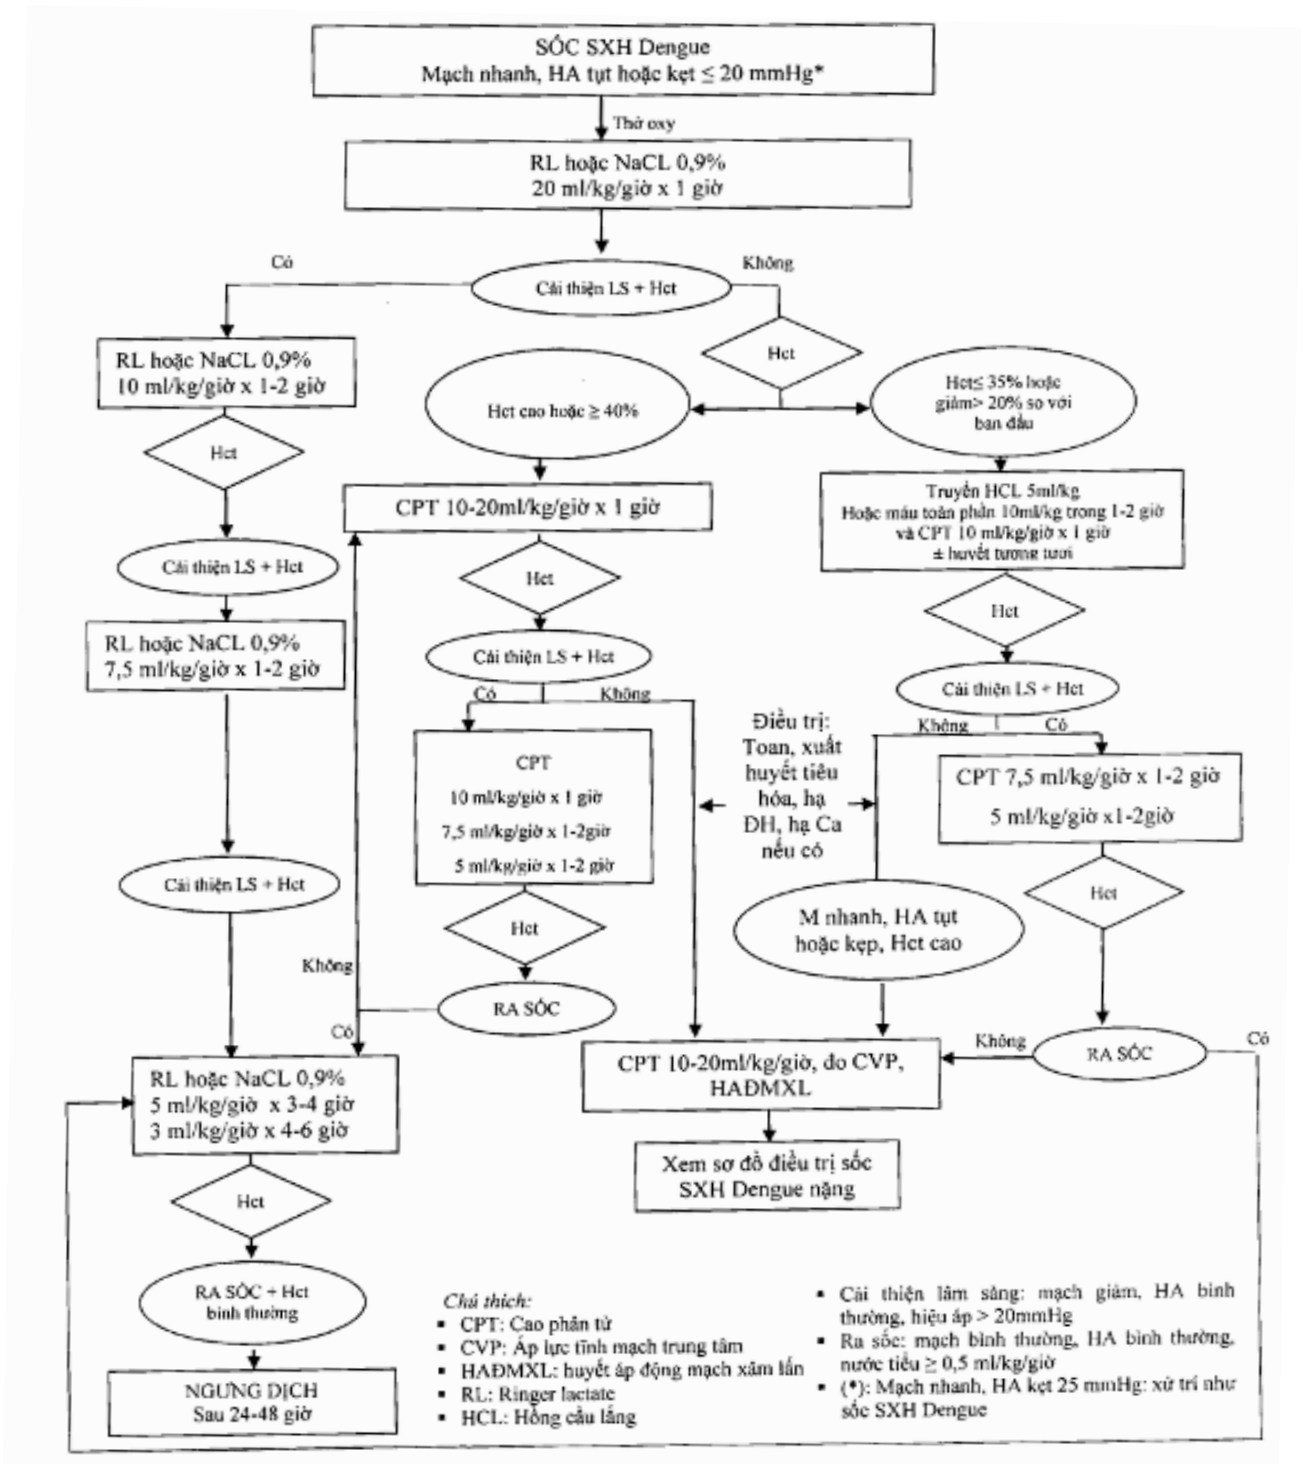 SỐC SXH Dengue
Mạch nhanh, HA tụt hoặc kẹt ≤ 20 mmHg*
Thở oxy
RL hoặc NaCL 0,9%
20 ml/kg/giờ x 1 giờ
Có
Không
Cải thiện LS + Hct
Hct
RL hoặc NaCL 0,9%
10 ml/kg/giờ x 1-2 giờ
Hct cao hoặc ≥ 40%
Hct≤ 35% hoặc
giảm> 20% so với
ban đầu
Hct
CPT 10-20ml/kg/giờ x 1 giờ
Truyền HCL 5ml/kg
Hoặc máu toàn phần 10ml/kg trong 1-2 giờ
và CPT 10 ml/kg/giờ x 1 giờ
± huyết tương tươi
Cải thiện LS + Hct
Hct
Hct
RL hoặc NaCL 0,9%
7,5 ml/kg/giờ x 1-2 giờ
Cải thiện LS + Hct
Cải thiện LS + Hct
Có
Không
Không
Có
CPT
10 ml/kg/giờ x 1 giờ
7,5 ml/kg/giờ x 1-2giờ
5 ml/kg/giờ x 1-2 giờ
Điều trị:
Toan, xuất
huyết tiêu
hóa, hạ
ĐH, hạ Ca
nếu có
CPT 7,5 ml/kg/giờ x 1-2 giờ
5 ml/kg/giờ x1-2giờ
Cải thiện LS + Hct
Hct
M nhanh, HA tụt
hoặc kẹp, Hct cao
Hct
Không
RA SỐC
Có
RL hoặc NaCL 0,9%
5 ml/kg/giờ x 3-4 giờ
3 ml/kg/giờ x 4-6 giờ
CPT 10-20ml/kg/giờ, đo CVP,
HAĐMXL
Không
RA SỐC
Có
Xem sơ đồ điều trị sốc
SXH Dengue nặng
Hct
RA SỐC + Hct
bình thường
NGƯNG DỊCH
Sau 24-48 giờ
Chú thích:
▪ CPT: Cao phân tử
▪ CVP: Áp lực tĩnh mạch trung tâm
▪ HAĐMXL: huyết áp động mạch xâm lấn
▪ RL: Ringer lactate
▪ HCL: Hồng cầu lắng
▪ Cải thiện lâm sàng: mạch giảm, HA bình
thường, hiệu áp > 20mmHg
▪ Ra sốc: mạch bình thường, HA bình thường,
nước tiểu ≥ 0,5 ml/kg/giờ
▪ (*): Mạch nhanh, HA kẹt 25 mmHg: xử trí như
sốc SXH Dengue